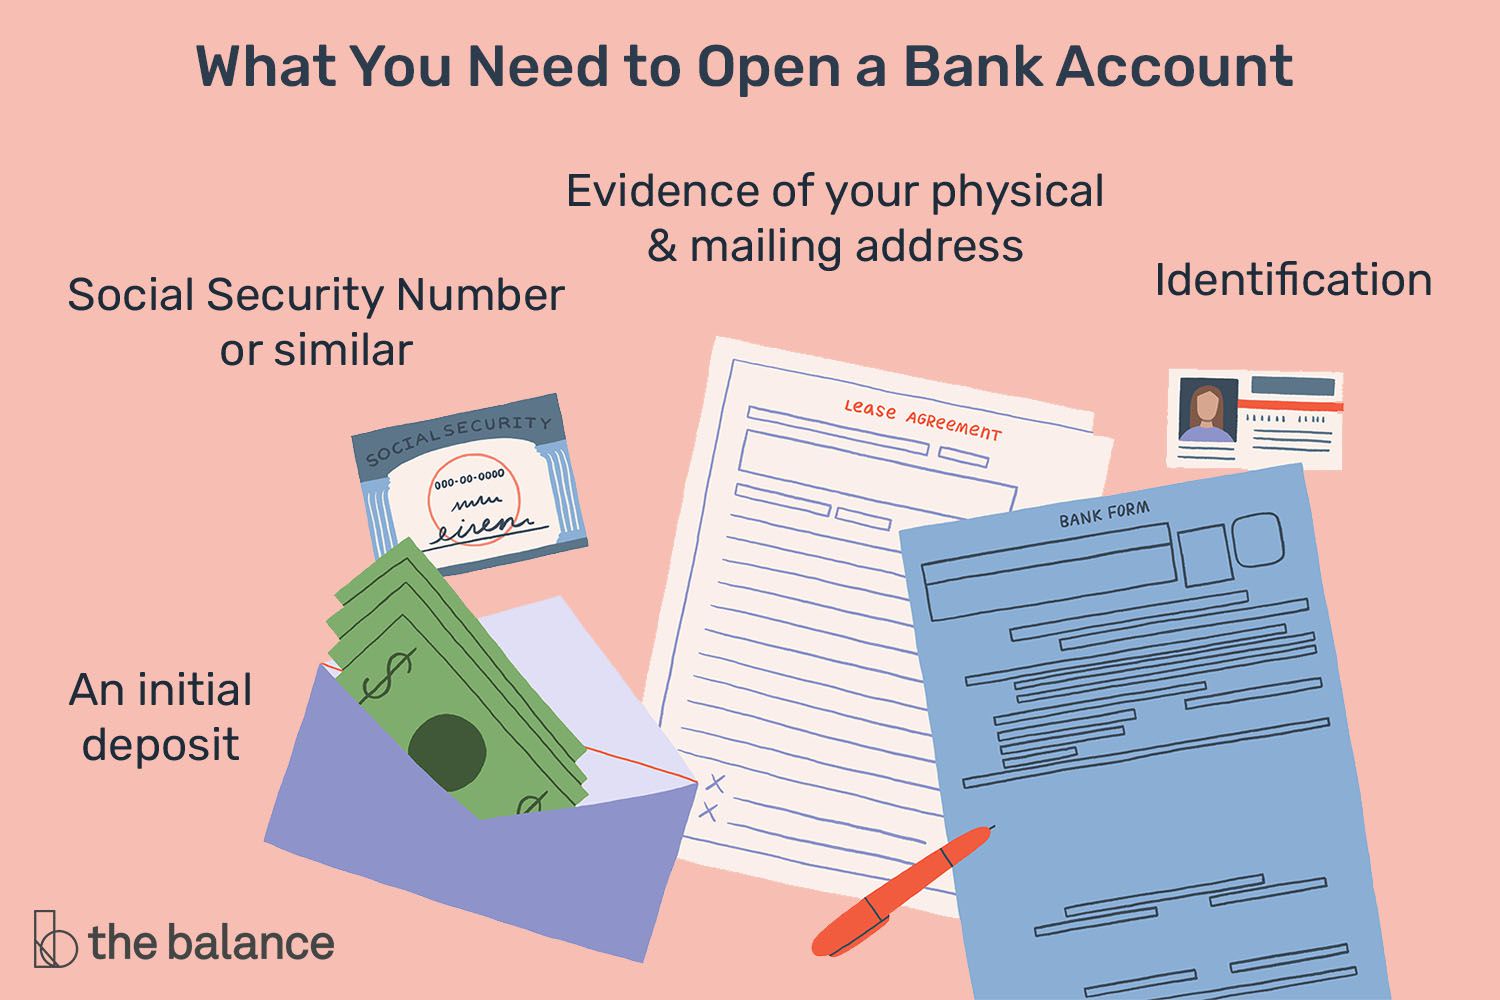 What You Need to Open a Bank Account
Evidence of your physical
& mailing address
Identification
Social Security Number
or similar
SOCIAL SECURITY
000-00-0000
LEASE AGREEMENT
BANK FORM
An initial
deposit
the balance